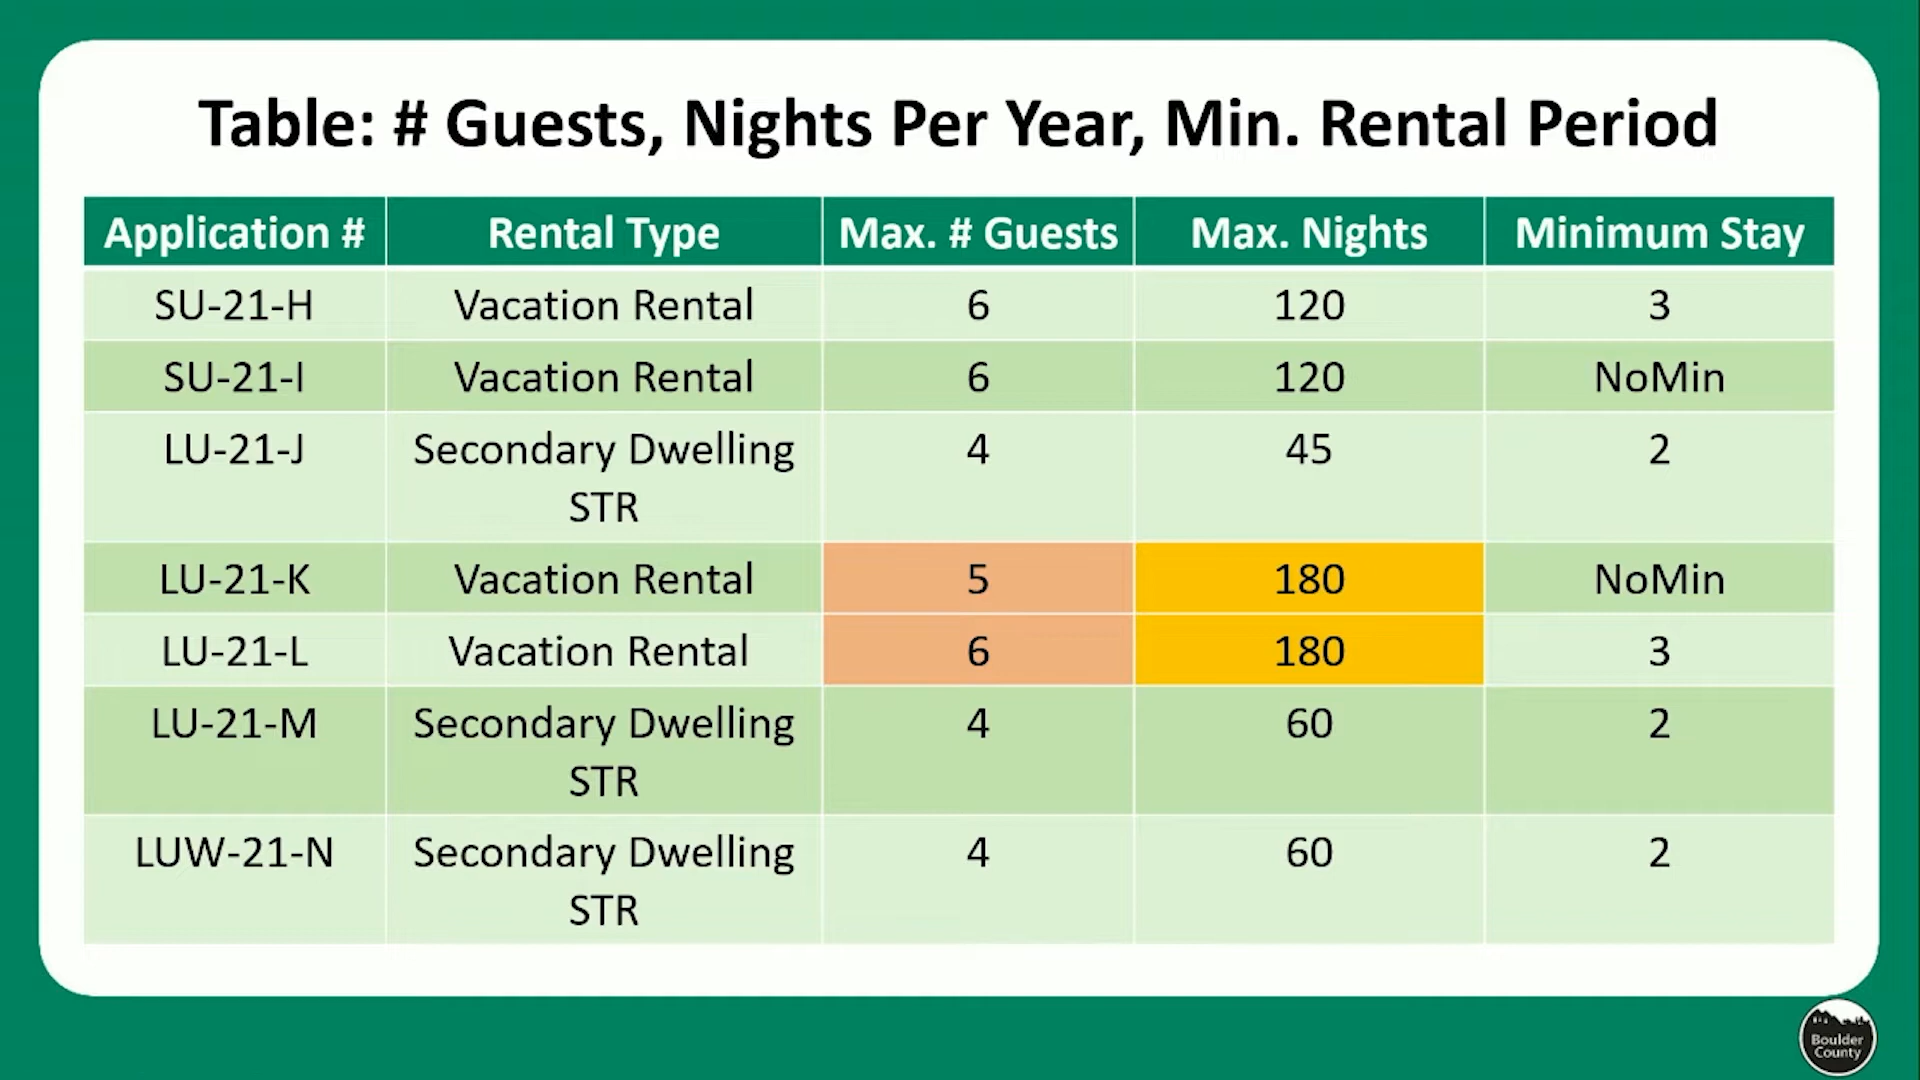 Table: # Guests, Nights Per Year, Min. Rental Period
Application # Rental Type Max. # Guests Max. Nights Minimum Stay
SU-21-H Vacation Rental 6 120 3
SU-21-I Vacation Rental 6 120 NoMin
LU-21-J Secondary Dwelling 4 45 2
STR
LU-21-K Vacation Rental 5 180 NoMin
LU-21-L Vacation Rental 6 180 3
LU-21-M Secondary Dwelling 4 60 2
STR
LUW-21-N Secondary Dwelling 4 60 2
STR
Boulder
County